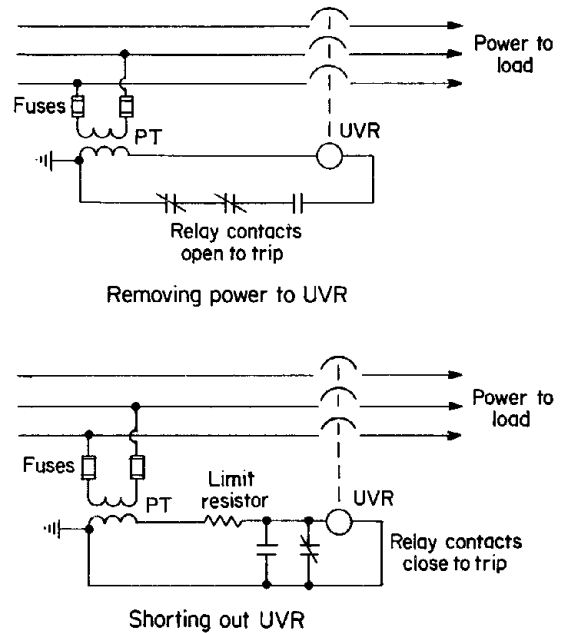 Power to
load
Fuses
PT
UVR
Relay contacts
open to trip
Removing power to UVR
Power to
load
Fuses
PT
Limit
resistor
UVR
Relay contacts
close to trip
Shorting out UVR